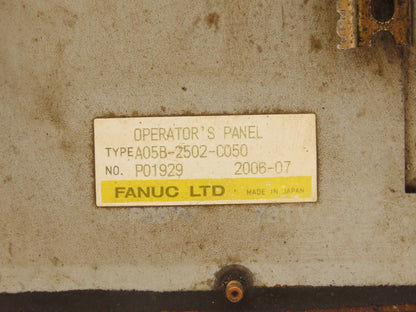 OPERATOR'S PANEL
TYPE A05B-2502-C050
NO. P01929 2006-07
FANUC LTD MADE IN JAPAN